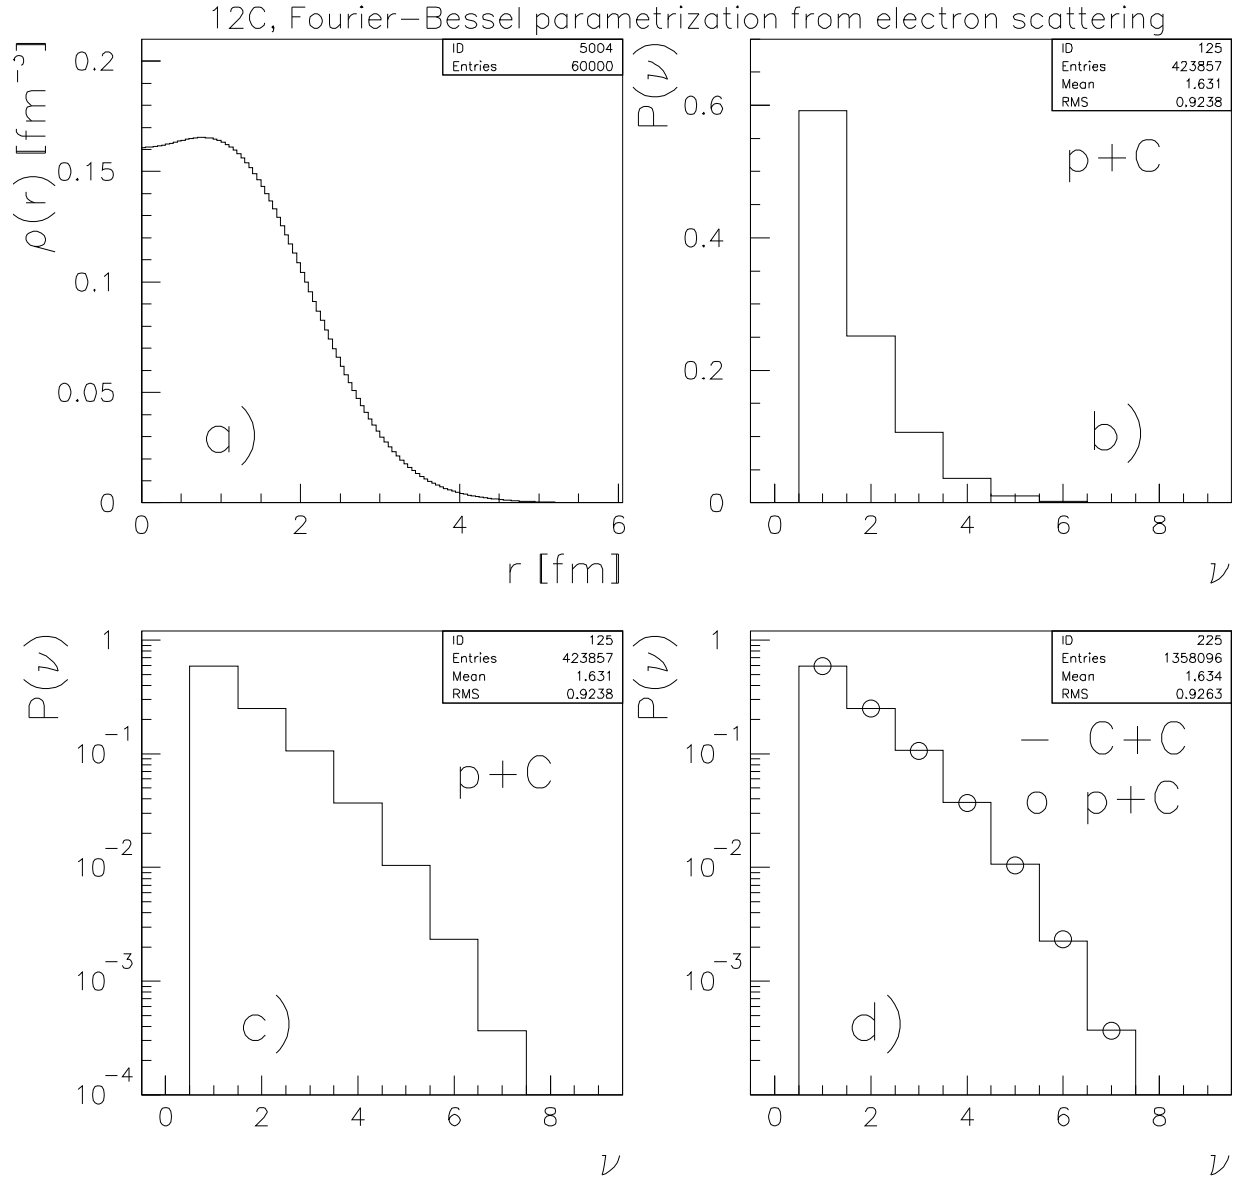 12C, Fourier−Bessel parametrization from electron scattering
ρ(r) [fm⁻³]
0.2
0.15
0.1
0.05
0
ID 5004
Entries 60000
a)
0 2 4 6
r [fm]
P(ν)
0.6
0.4
0.2
0
ID 125
Entries 423857
Mean 1.631
RMS 0.9238
p+C
b)
0 2 4 6 8
ν
P(ν)
1
10⁻¹
10⁻²
10⁻³
10⁻⁴
ID 125
Entries 423857
Mean 1.631
RMS 0.9238
p+C
c)
0 2 4 6 8
ν
P(ν)
1
10⁻¹
10⁻²
10⁻³
ID 225
Entries 1358096
Mean 1.634
RMS 0.9263
— C+C
o p+C
d)
0 2 4 6 8
ν